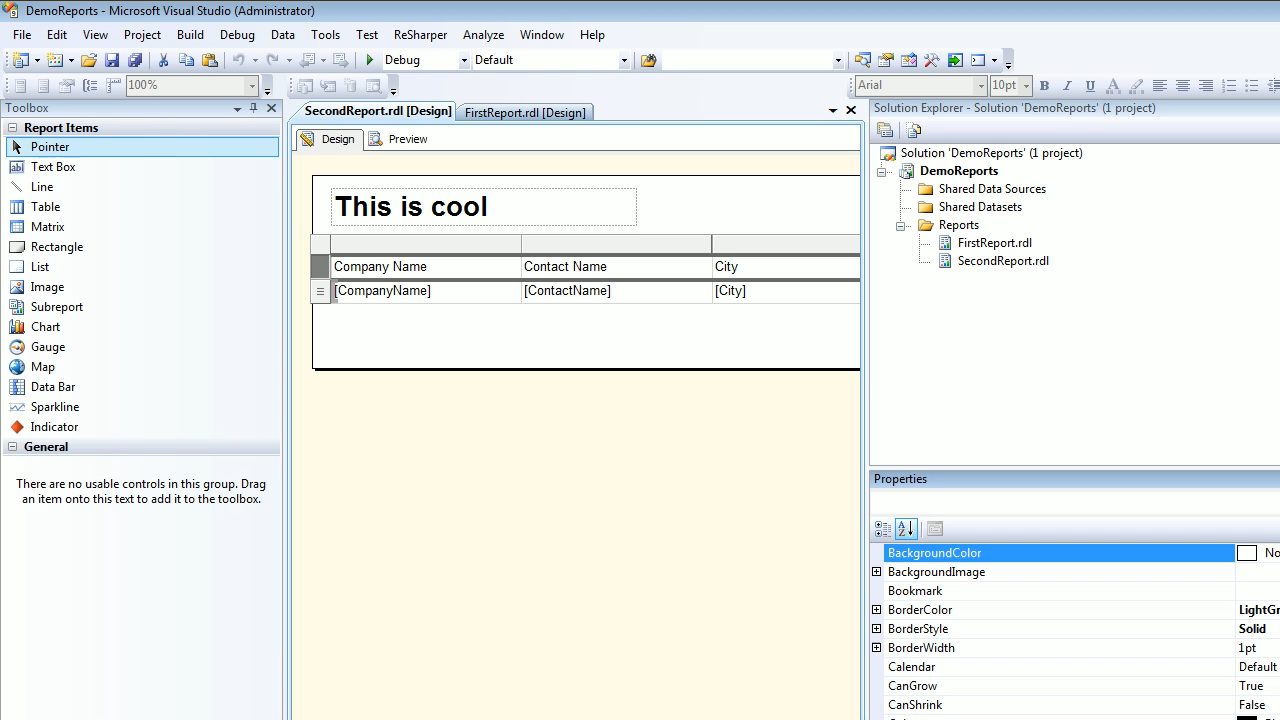 DemoReports - Microsoft Visual Studio (Administrator)
File Edit View Project Build Debug Data Tools Test ReSharper Analyze Window Help
Debug Default
100% Arial 10pt B I U A
Toolbox
Report Items
Pointer
Text Box
Line
Table
Matrix
Rectangle
List
Image
Subreport
Chart
Gauge
Map
Data Bar
Sparkline
Indicator
General
There are no usable controls in this group. Drag
an item onto this text to add it to the toolbox.
SecondReport.rdl [Design] FirstReport.rdl [Design]
Design Preview
This is cool
Company Name Contact Name City
[CompanyName] [ContactName] [City]
Solution Explorer - Solution 'DemoReports' (1 project)
Solution 'DemoReports' (1 project)
DemoReports
Shared Data Sources
Shared Datasets
Reports
FirstReport.rdl
SecondReport.rdl
Properties
BackgroundColor
BackgroundImage
Bookmark
BorderColor
BorderStyle Solid
BorderWidth 1pt
Calendar Default
CanGrow True
CanShrink False